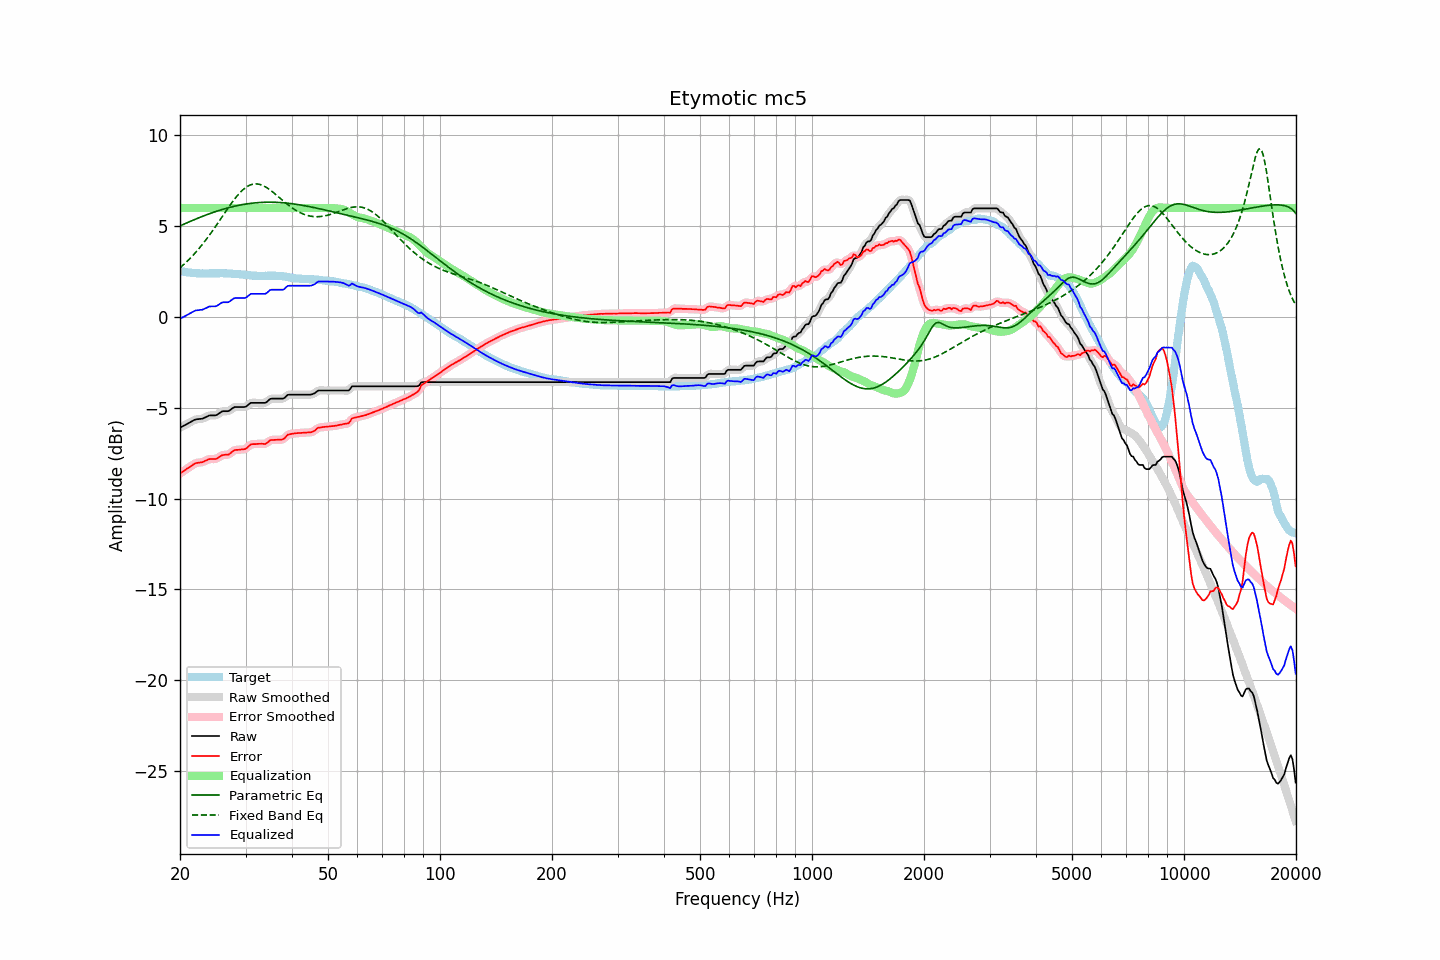 Etymotic mc5
10
5
0
−5
−10
−15
−20
−25
Amplitude (dBr)
Target
Raw Smoothed
Error Smoothed
Raw
Error
Equalization
Parametric Eq
Fixed Band Eq
Equalized
20 50 100 200 500 1000 2000 5000 10000 20000
Frequency (Hz)